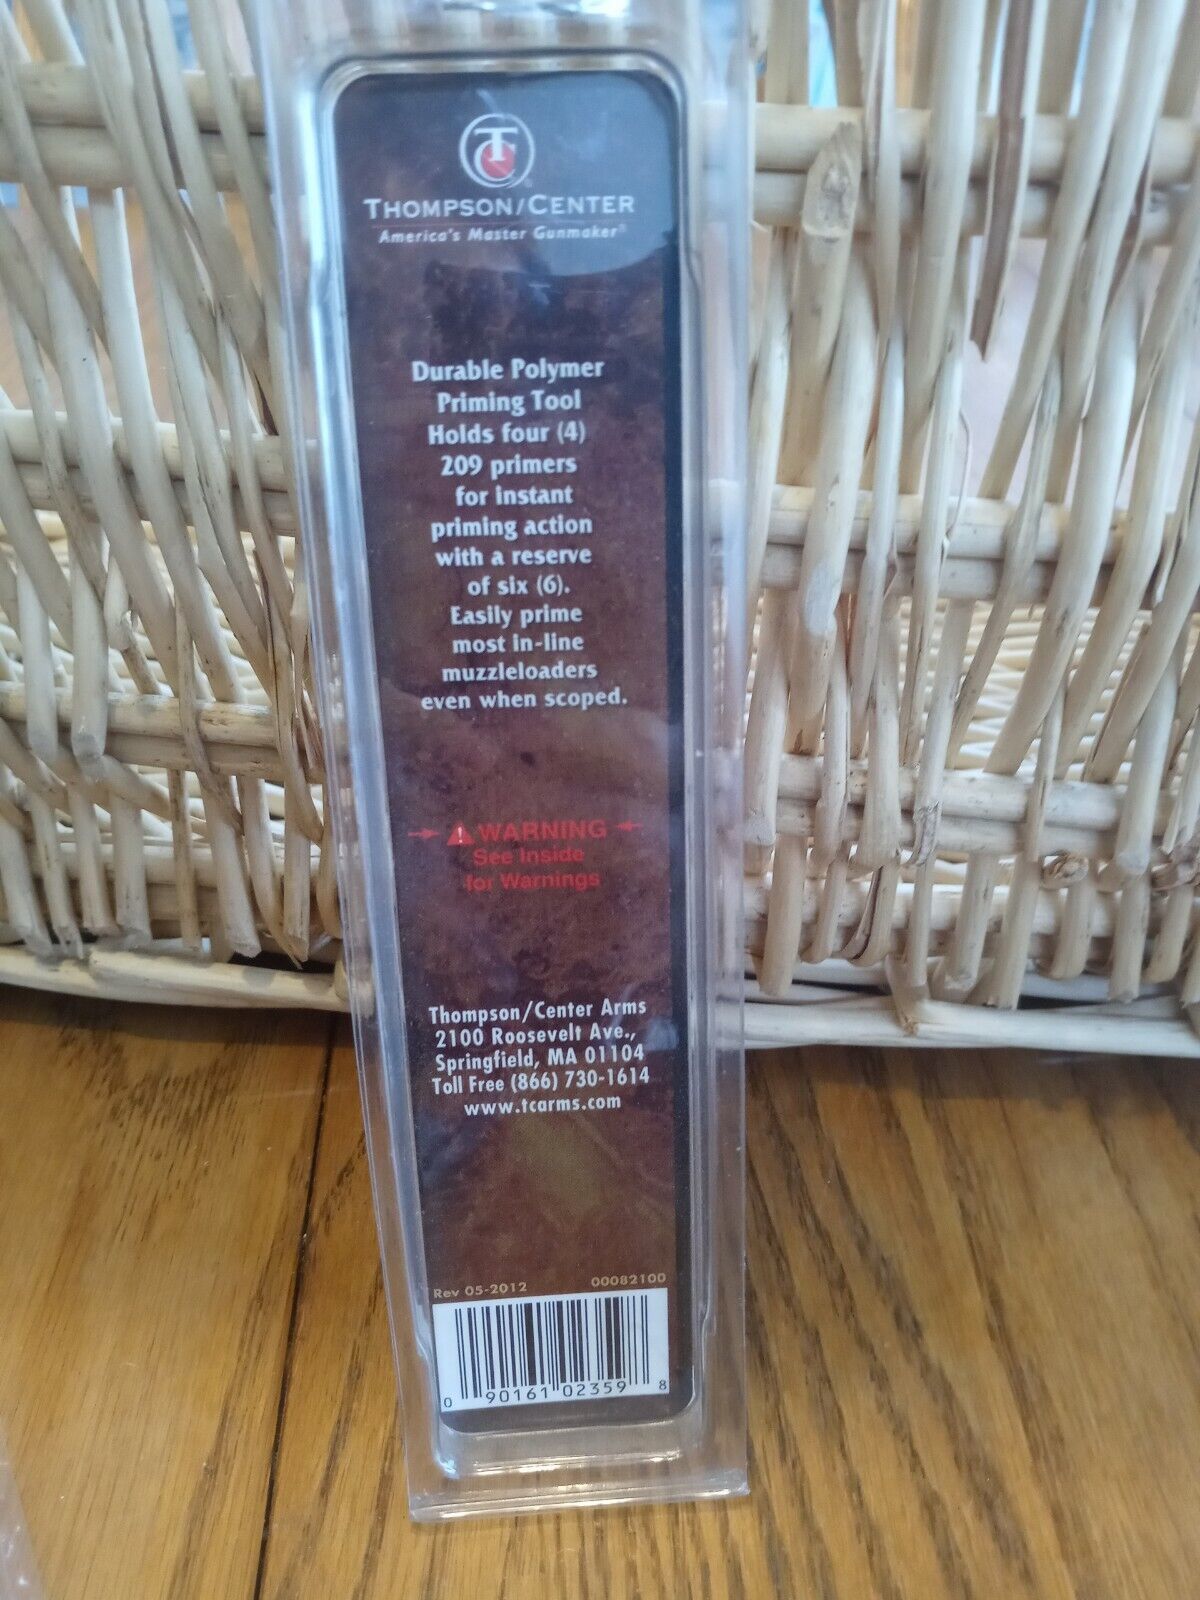 TC
THOMPSON/CENTER
America's Master Gunmaker®
Durable Polymer
Priming Tool
Holds four (4)
209 primers
for instant
priming action
with a reserve
of six (6).
Easily prime
most in-line
muzzleloaders
even when scoped.
WARNING
See Inside
for Warnings
Thompson/Center Arms
2100 Roosevelt Ave.,
Springfield, MA 01104
Toll Free (866) 730-1614
www.tcarms.com
Rev 05-2012 00082100
0 90161 02359 8